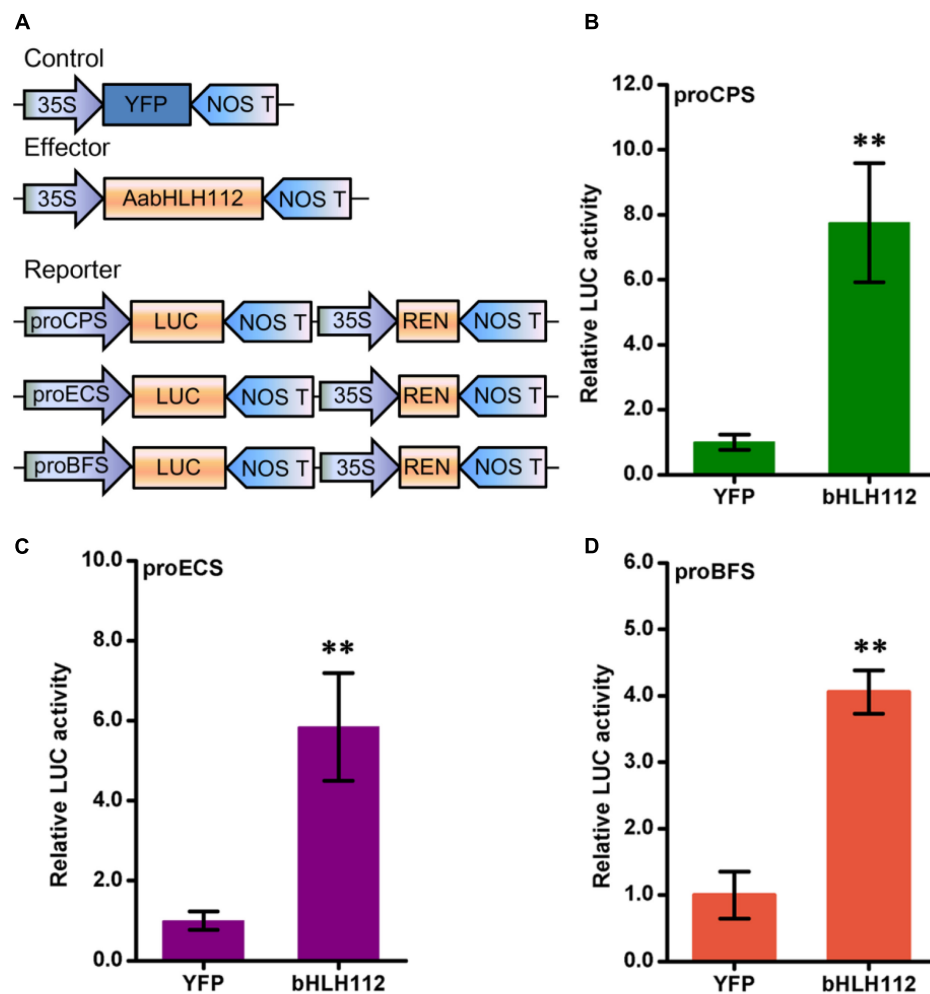 A
Control
35S YFP NOS T
Effector
35S AabHLH112 NOS T
Reporter
proCPS LUC NOS T 35S REN NOS T
proECS LUC NOS T 35S REN NOS T
proBFS LUC NOS T 35S REN NOS T
B
proCPS
Relative LUC activity
12.0
10.0
8.0
6.0
4.0
2.0
0.0
**
YFP bHLH112
C
proECS
Relative LUC activity
10.0
8.0
6.0
4.0
2.0
0.0
**
YFP bHLH112
D
proBFS
Relative LUC activity
6.0
5.0
4.0
3.0
2.0
1.0
0.0
**
YFP bHLH112